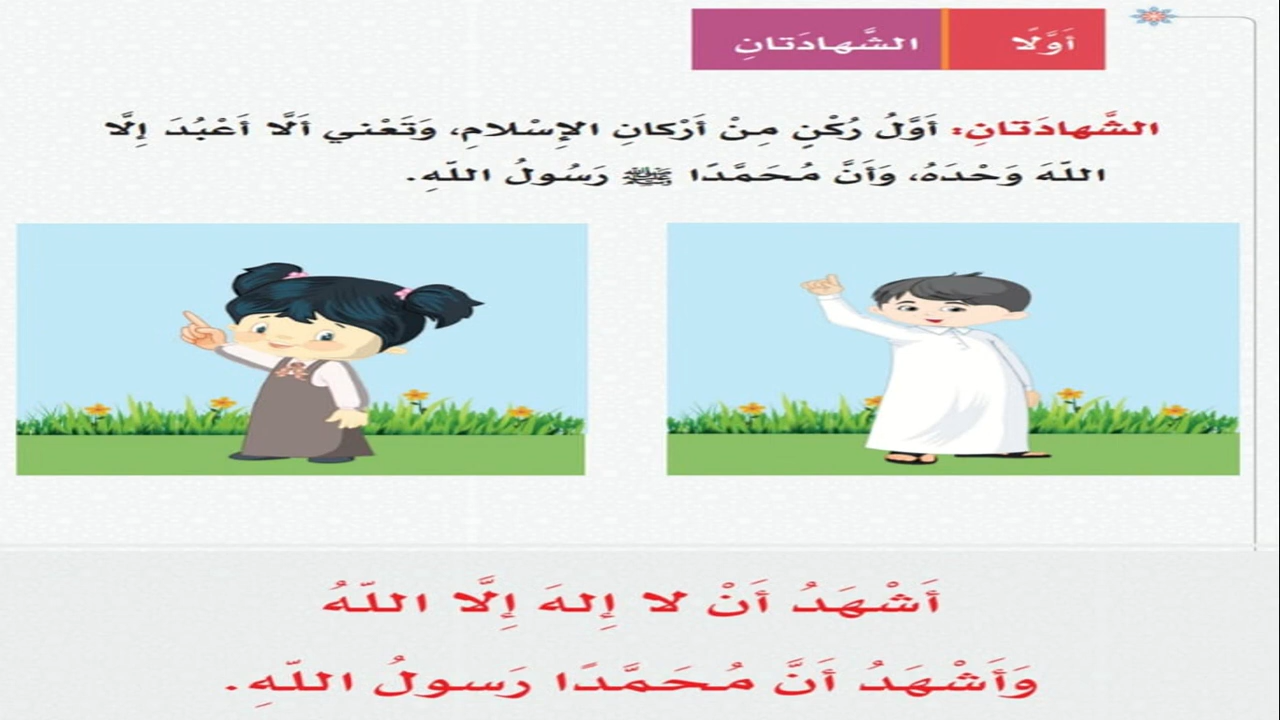 أَوَّلًا الشَّهادَتانِ
الشَّهادَتانِ: أَوَّلُ رُكْنٍ مِنْ أَرْكانِ الإِسْلامِ، وَتَعْني أَلَّا أَعْبُدَ إِلَّا
اللّهَ وَحْدَهُ، وَأَنَّ مُحَمَّدًا ﷺ رَسُولُ اللّهِ.
أَشْهَدُ أَنْ لا إِلهَ إِلَّا اللّهُ
وَأَشْهَدُ أَنَّ مُحَمَّدًا رَسولُ اللّهِ.